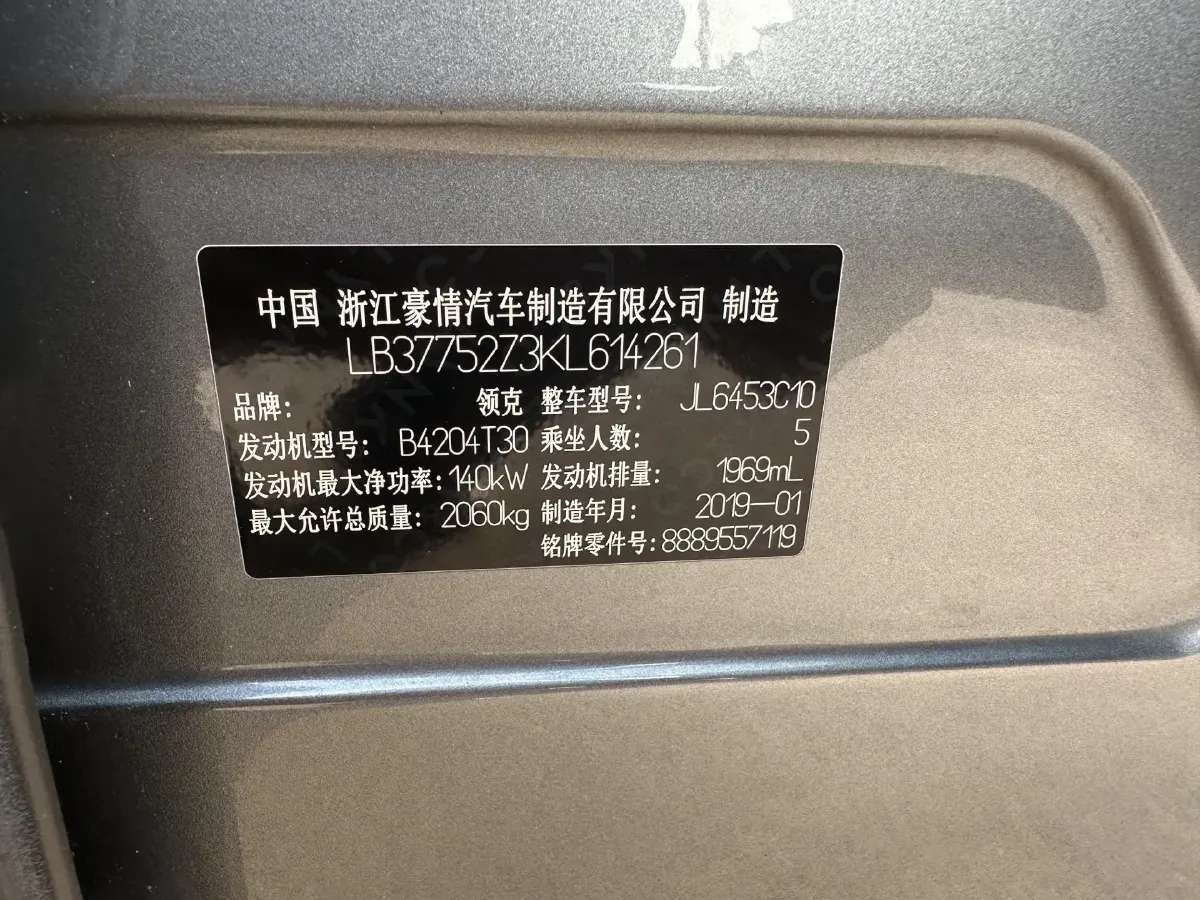 中国 浙江豪情汽车制造有限公司 制造
LB37752Z3KL614261
品牌: 领克 整车型号: JL6453C10
发动机型号: B4204T30 乘坐人数: 5
发动机最大净功率: 140kW 发动机排量: 1969mL
最大允许总质量: 2060kg 制造年月: 2019-01
铭牌零件号: 8889557119